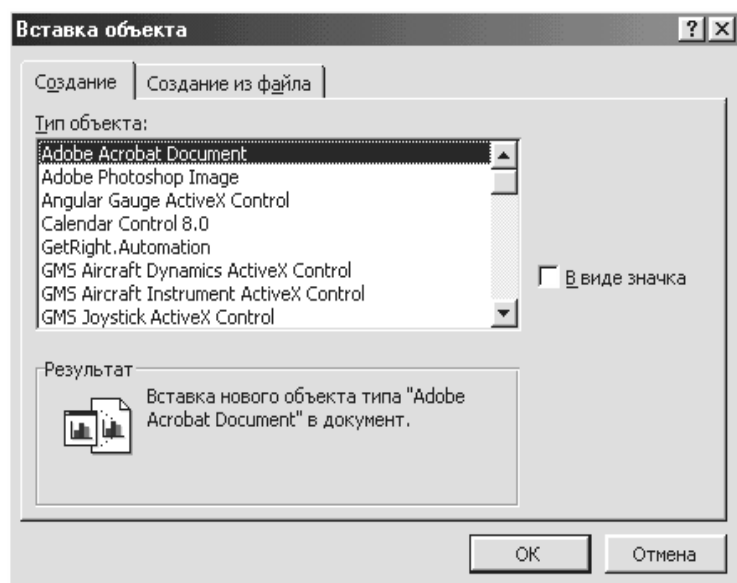 Вставка объекта
Создание
Создание из файла
Тип объекта:
Adobe Acrobat Document
Adobe Photoshop Image
Angular Gauge ActiveX Control
Calendar Control 8.0
GetRight.Automation
GMS Aircraft Dynamics ActiveX Control
GMS Aircraft Instrument ActiveX Control
GMS Joystick ActiveX Control
В виде значка
Результат
Вставка нового объекта типа "Adobe
Acrobat Document" в документ.
ОК
Отмена